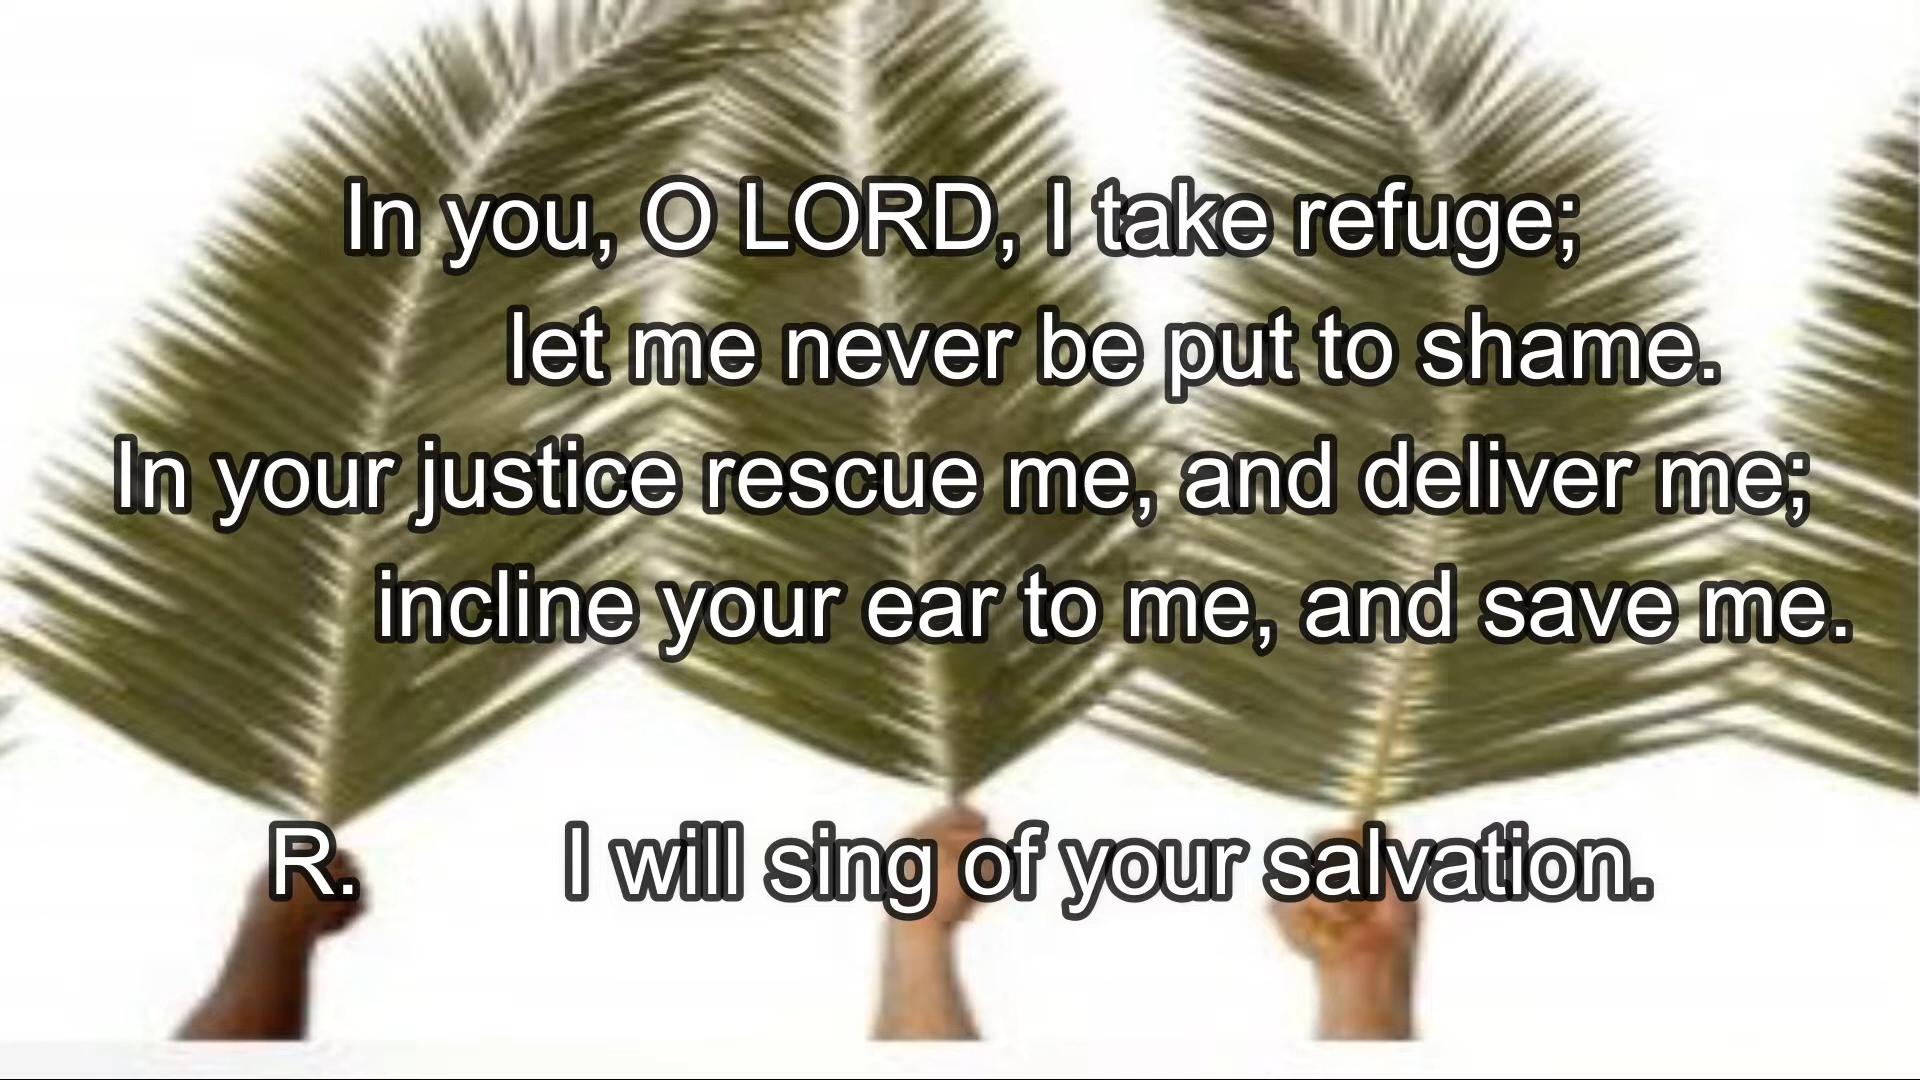 In you, O LORD, I take refuge;
let me never be put to shame.
In your justice rescue me, and deliver me;
incline your ear to me, and save me.
R. I will sing of your salvation.